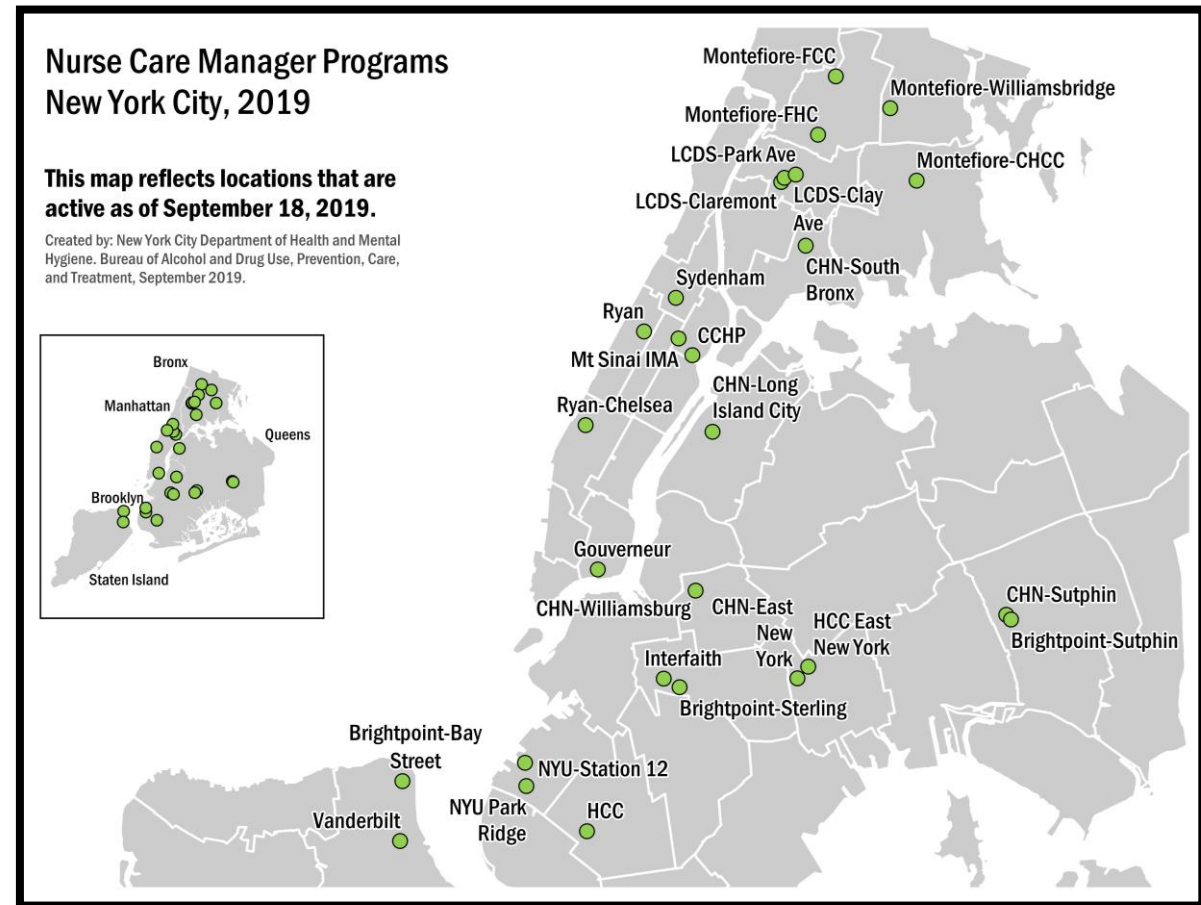 Nurse Care Manager Programs
New York City, 2019
This map reflects locations that are
active as of September 18, 2019.
Created by: New York City Department of Health and Mental
Hygiene. Bureau of Alcohol and Drug Use, Prevention, Care,
and Treatment, September 2019.
Bronx
Manhattan
Queens
Brooklyn
Staten Island
Montefiore-FCC
Montefiore-Williamsbridge
Montefiore-FHC
LCDS-Park Ave
Montefiore-CHCC
LCDS-Claremont
LCDS-Clay
Ave
CHN-South
Bronx
Sydenham
Ryan
CCHP
Mt Sinai IMA
CHN-Long
Island City
Ryan-Chelsea
Gouverneur
CHN-Williamsburg
CHN-East
New
York
HCC East
New York
CHN-Sutphin
Brightpoint-Sutphin
Interfaith
Brightpoint-Sterling
Brightpoint-Bay
Street
NYU-Station 12
NYU Park
Ridge
HCC
Vanderbilt